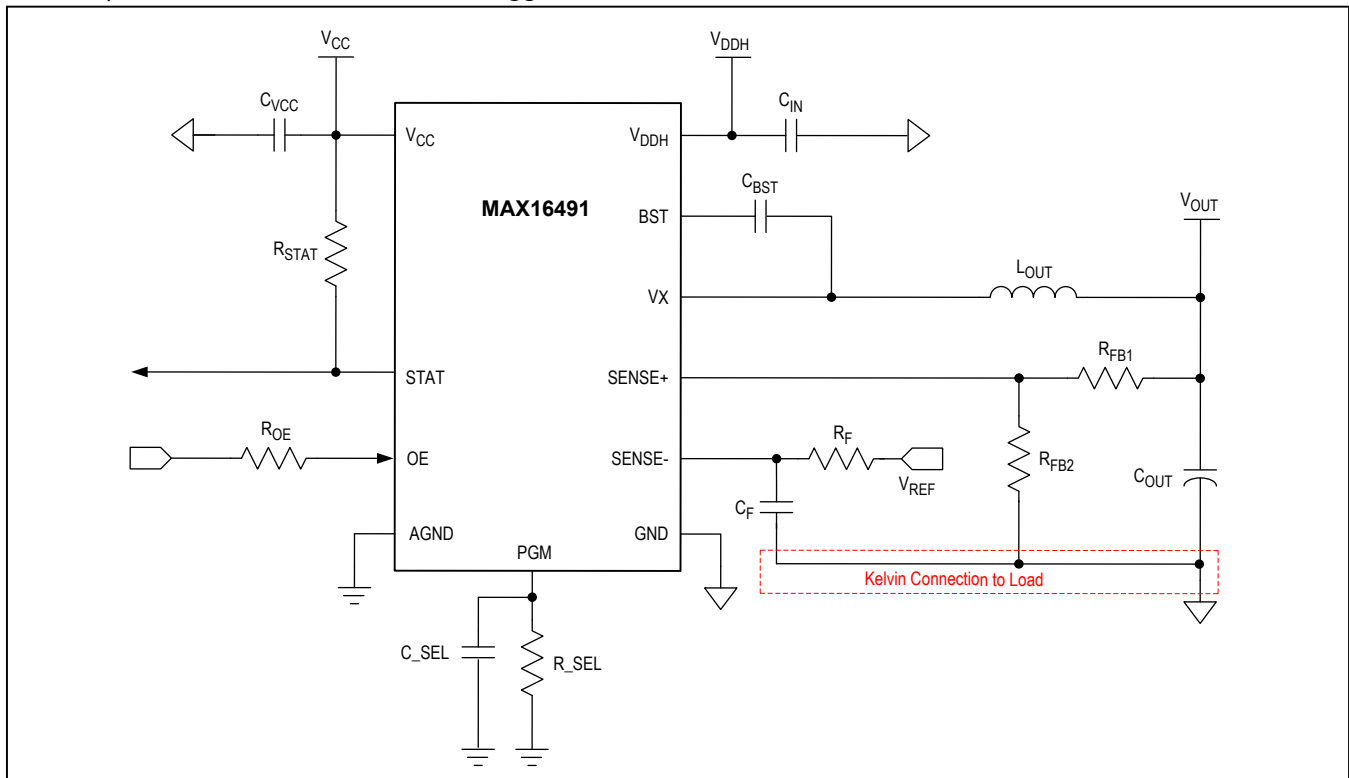 VCC
VDDH
CVCC
CIN
VCC
VDDH
MAX16491
CBST
BST
VOUT
RSTAT
LOUT
VX
RFB1
STAT
SENSE+
ROE
RF
OE
SENSE-
RFB2
VREF
COUT
CF
AGND
GND
PGM
Kelvin Connection to Load
C_SEL
R_SEL